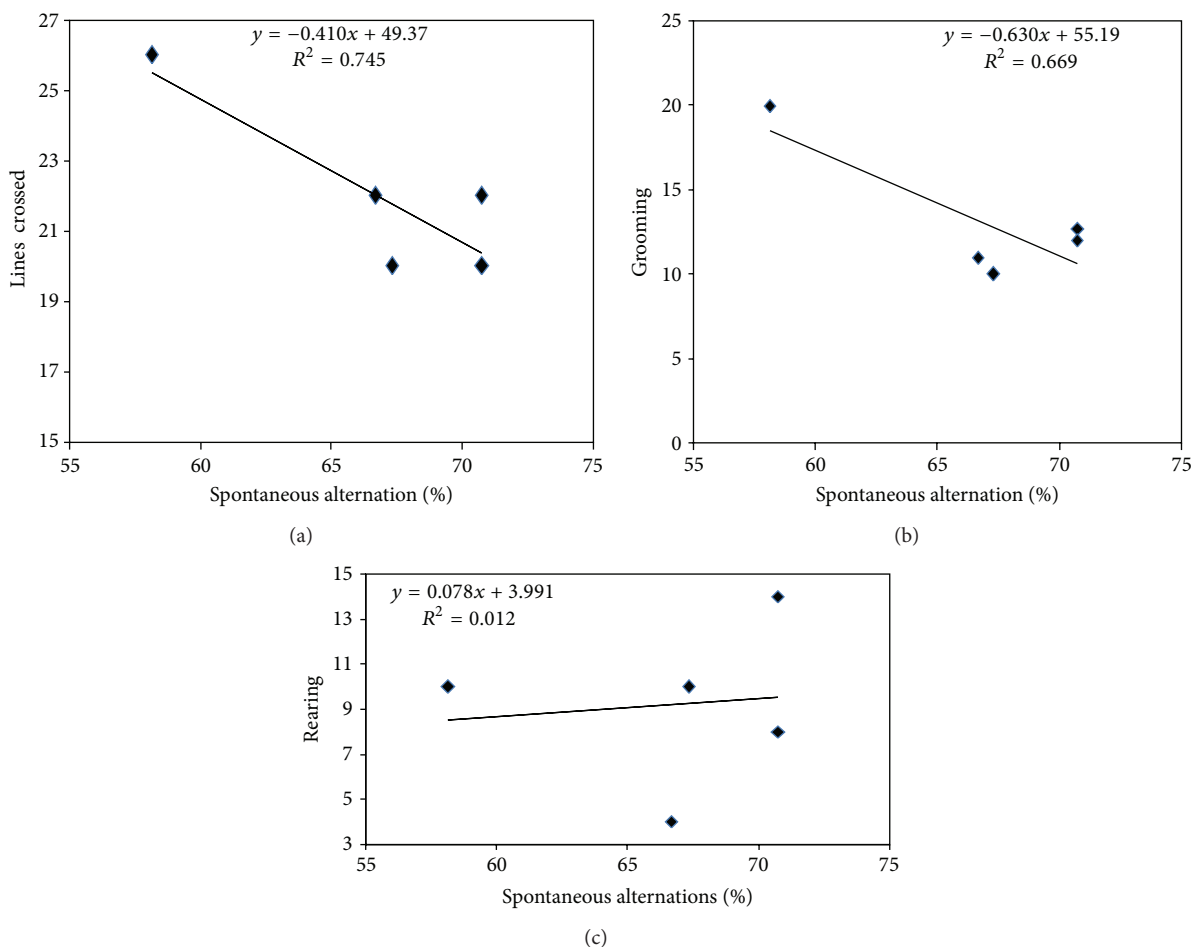 y = −0.410x + 49.37
R² = 0.745
27
25
23
21
19
17
15
Lines crossed
55 60 65 70 75
Spontaneous alternation (%)
(a)
y = −0.630x + 55.19
R² = 0.669
25
20
15
10
5
0
Grooming
55 60 65 70 75
Spontaneous alternation (%)
(b)
y = 0.078x + 3.991
R² = 0.012
15
13
11
9
7
5
3
Rearing
55 60 65 70 75
Spontaneous alternations (%)
(c)